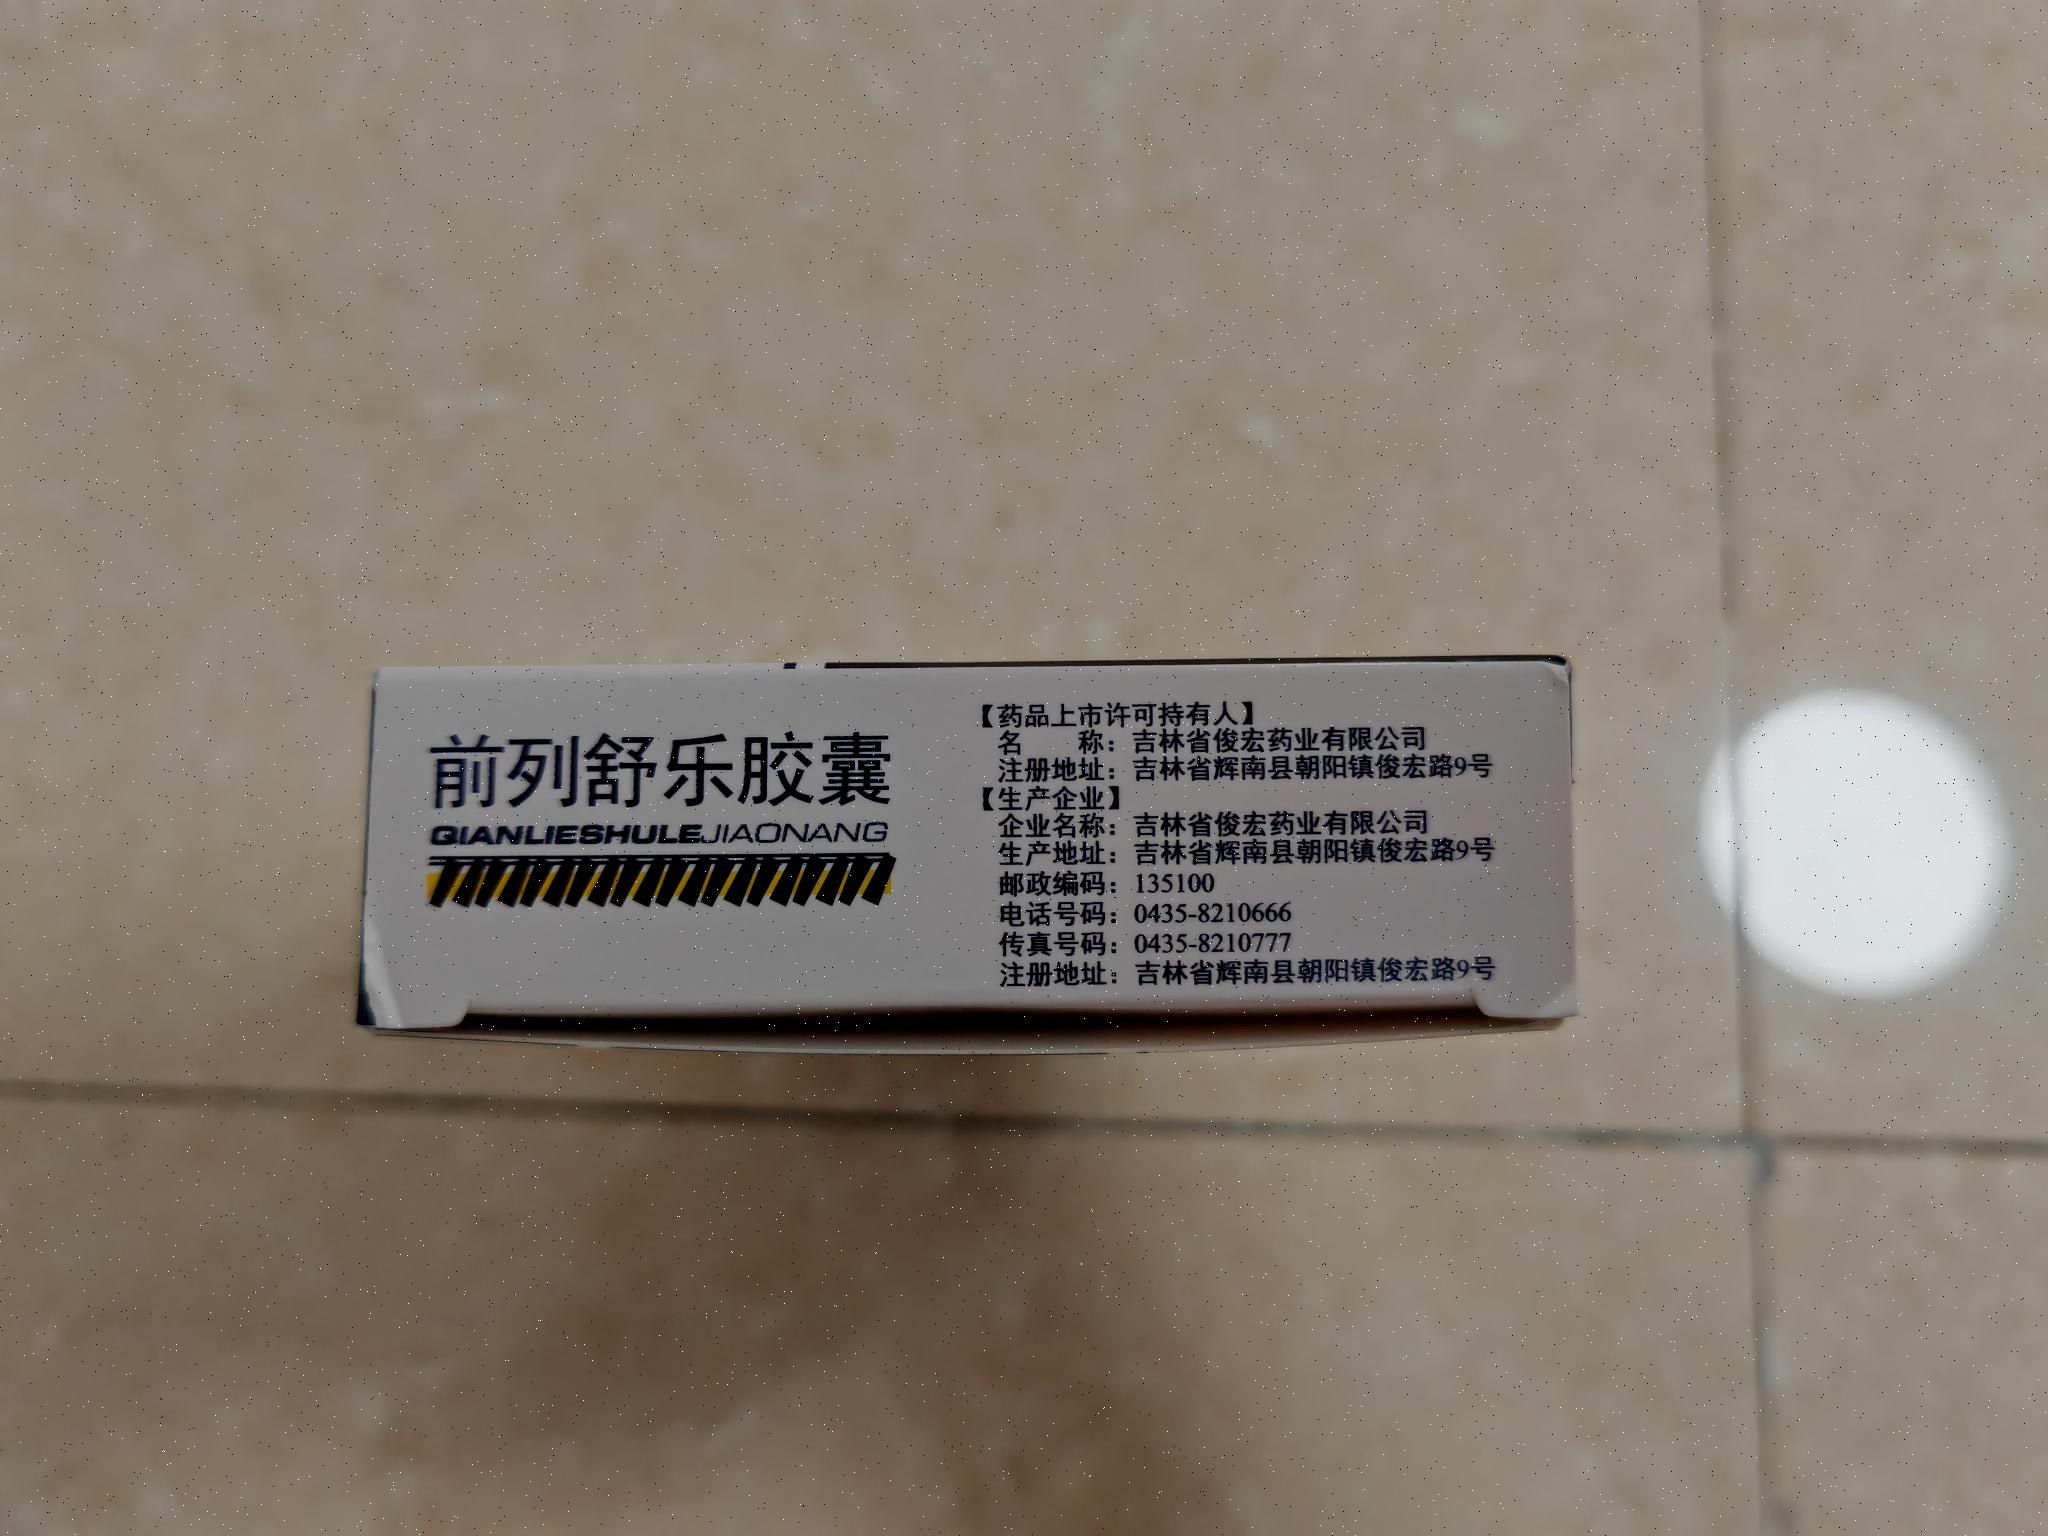 前列舒乐胶囊
QIANLIESHULEJIAONANG
【药品上市许可持有人】
名 称：吉林省俊宏药业有限公司
注册地址：吉林省辉南县朝阳镇俊宏路9号
【生产企业】
企业名称：吉林省俊宏药业有限公司
生产地址：吉林省辉南县朝阳镇俊宏路9号
邮政编码：135100
电话号码：0435-8210666
传真号码：0435-8210777
注册地址：吉林省辉南县朝阳镇俊宏路9号